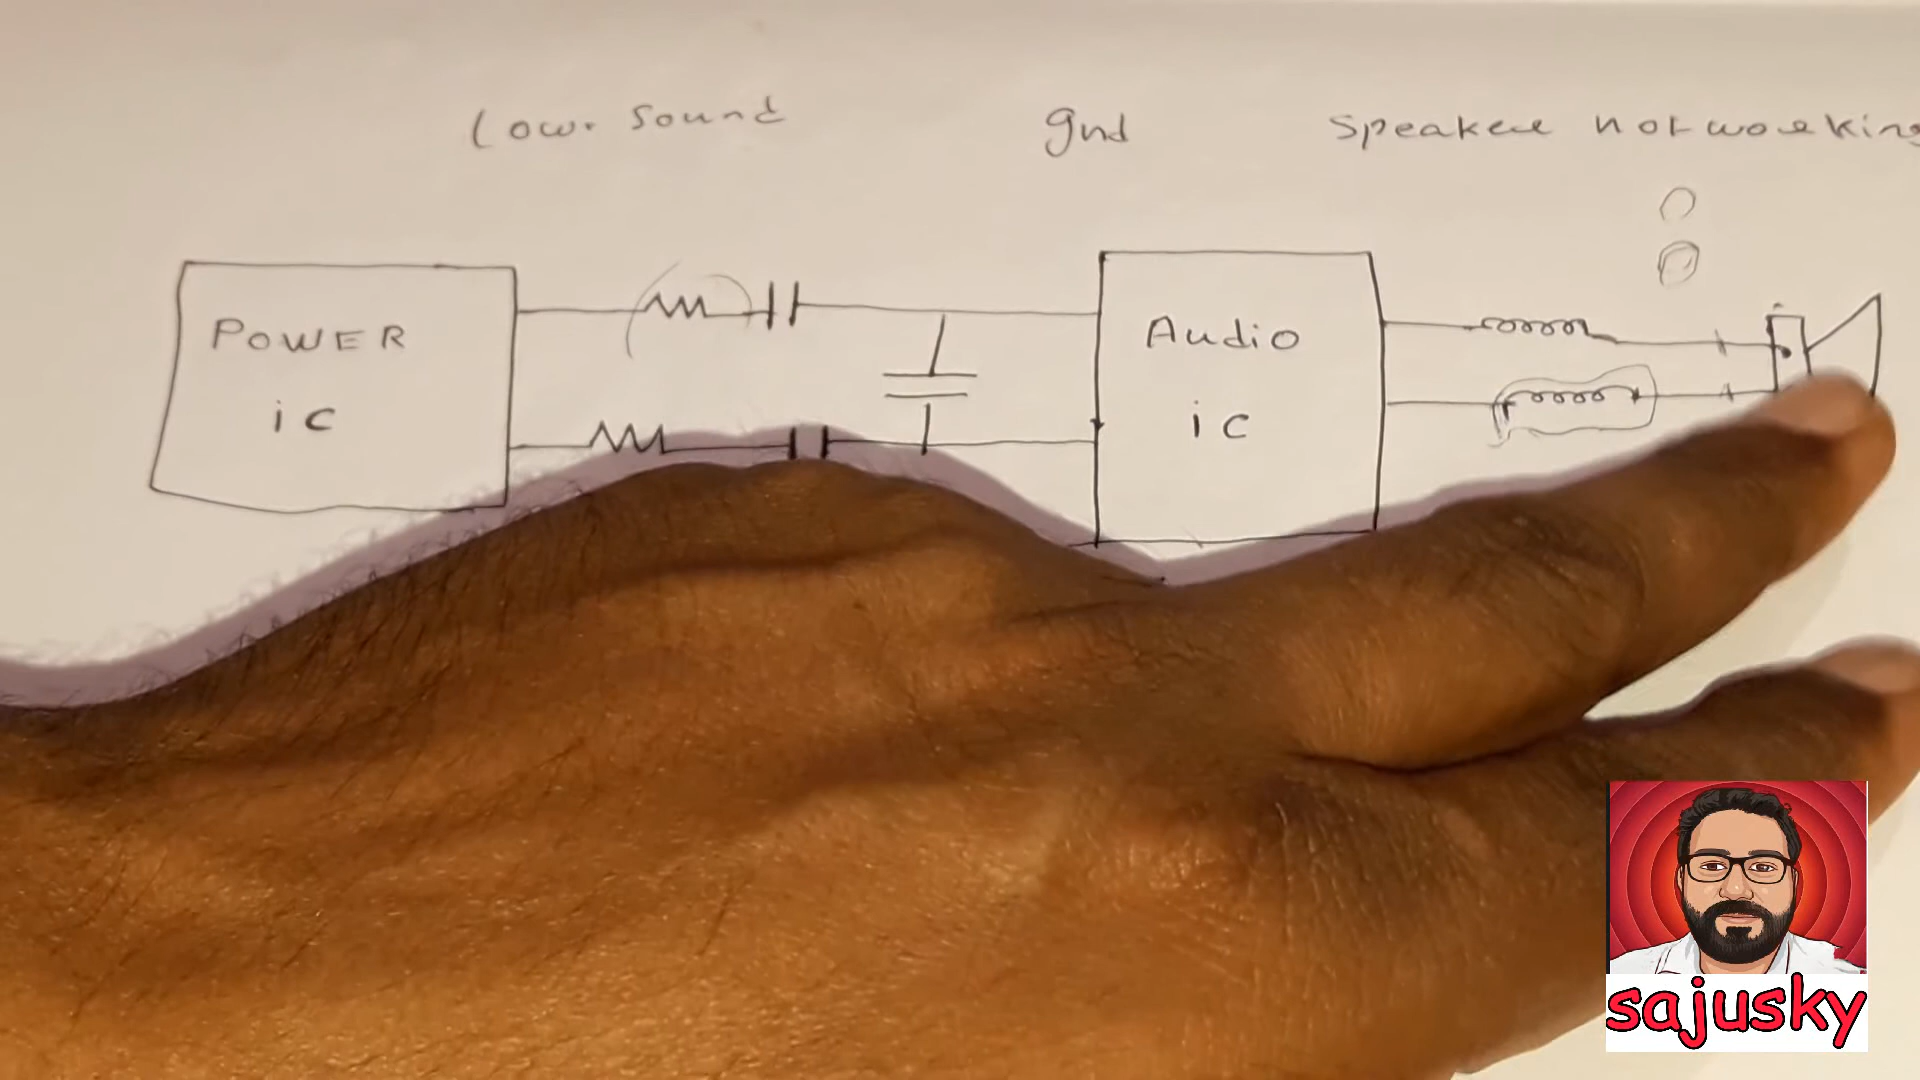 Low. Sound gnd Speaker not working
POWER
ic
Audio
ic
sajusky